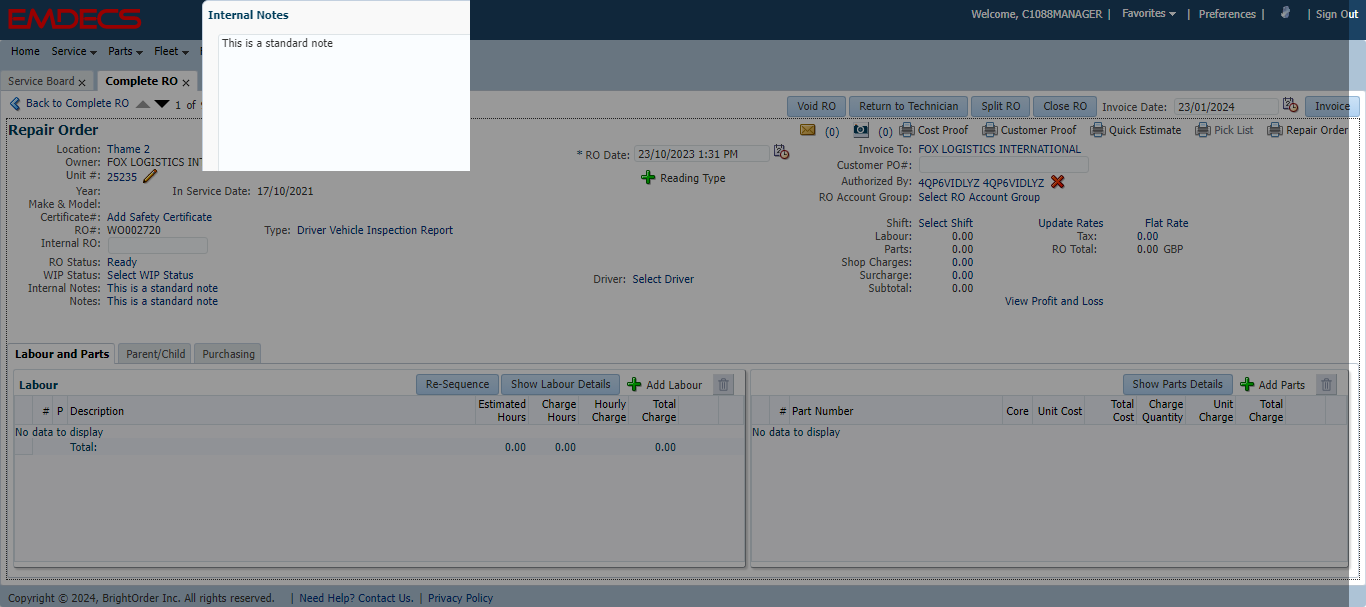 EMDECS
Welcome, C1088MANAGER | Favorites | Preferences | Sign Out
Internal Notes
This is a standard note
Home Service Parts Fleet
Service Board x Complete RO x
Back to Complete RO 1 of
Void RO Return to Technician Split RO Close RO Invoice Date: 23/01/2024 Invoice
Repair Order
(0) (0) Cost Proof Customer Proof Quick Estimate Pick List Repair Order
Location: Thame 2
Owner: FOX LOGISTICS INT
Unit #: 25235
Year: In Service Date: 17/10/2021
Make & Model:
Certificate#: Add Safety Certificate
RO#: WO002720 Type: Driver Vehicle Inspection Report
Internal RO:
RO Status: Ready
WIP Status: Select WIP Status
Internal Notes: This is a standard note
Notes: This is a standard note
* RO Date: 23/10/2023 1:31 PM
Reading Type
Driver: Select Driver
Invoice To: FOX LOGISTICS INTERNATIONAL
Customer PO#:
Authorized By: 4QP6VIDLYZ 4QP6VIDLYZ
RO Account Group: Select RO Account Group
Shift: Select Shift Update Rates Flat Rate
Labour: 0.00 Tax: 0.00
Parts: 0.00 RO Total: 0.00 GBP
Shop Charges: 0.00
Surcharge: 0.00
Subtotal: 0.00
View Profit and Loss
Labour and Parts Parent/Child Purchasing
Labour Re-Sequence Show Labour Details Add Labour
# P Description Estimated Hours Charge Hours Hourly Charge Total Charge
No data to display
Total: 0.00 0.00 0.00
Show Parts Details Add Parts
# Part Number Core Unit Cost Total Cost Charge Quantity Unit Charge Total Charge
No data to display
Copyright © 2024, BrightOrder Inc. All rights reserved. | Need Help? Contact Us. | Privacy Policy